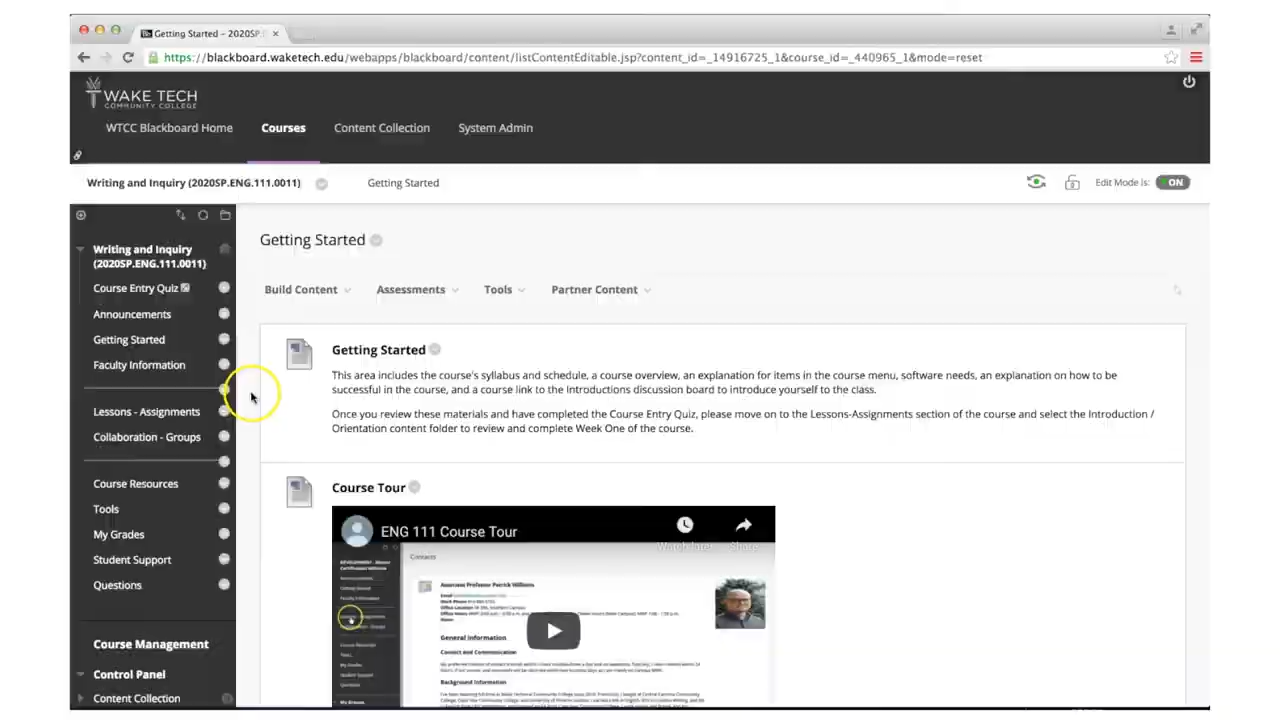 Getting Started – 2020SP.
https://blackboard.waketech.edu/webapps/blackboard/content/listContentEditable.jsp?content_id=_14916725_1&course_id=_440965_1&mode=reset
WAKE TECH
COMMUNITY COLLEGE
WTCC Blackboard Home Courses Content Collection System Admin
Writing and Inquiry (2020SP.ENG.111.0011) Getting Started Edit Mode is: ON
Writing and Inquiry
(2020SP.ENG.111.0011)
Course Entry Quiz
Announcements
Getting Started
Faculty Information
Lessons - Assignments
Collaboration - Groups
Course Resources
Tools
My Grades
Student Support
Questions
Course Management
Control Panel
Content Collection
Getting Started
Build Content Assessments Tools Partner Content
Getting Started
This area includes the course's syllabus and schedule, a course overview, an explanation for items in the course menu, software needs, an explanation on how to be
successful in the course, and a course link to the Introductions discussion board to introduce yourself to the class.
Once you review these materials and have completed the Course Entry Quiz, please move on to the Lessons-Assignments section of the course and select the Introduction /
Orientation content folder to review and complete Week One of the course.
Course Tour
ENG 111 Course Tour
Watch later Share
Contacts
Associate Professor Perrick Williams
General Information
Contact and Communication
Background Information